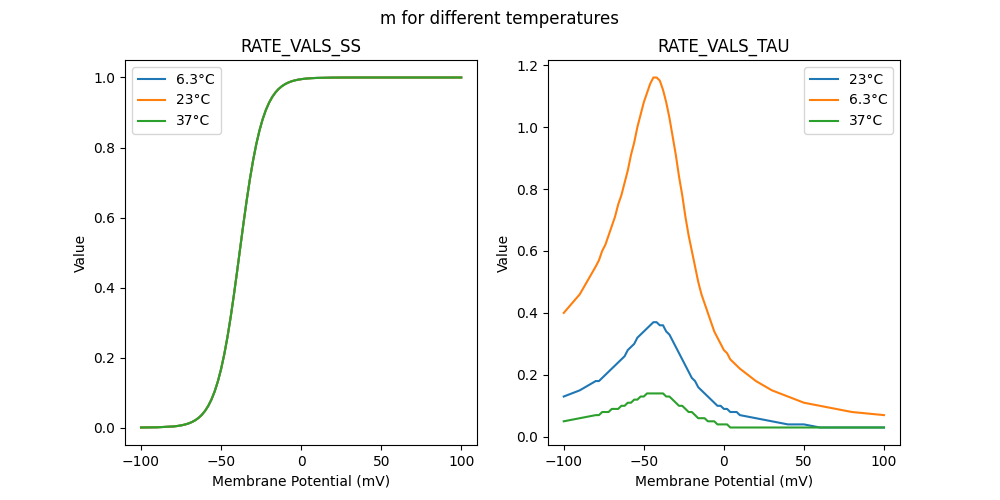 m for different temperatures
RATE_VALS_SS
RATE_VALS_TAU
6.3°C
23°C
37°C
23°C
6.3°C
37°C
Value
1.0
0.8
0.6
0.4
0.2
0.0
−100
−50
0
50
100
Membrane Potential (mV)
Value
1.2
1.0
0.8
0.6
0.4
0.2
0.0
−100
−50
0
50
100
Membrane Potential (mV)